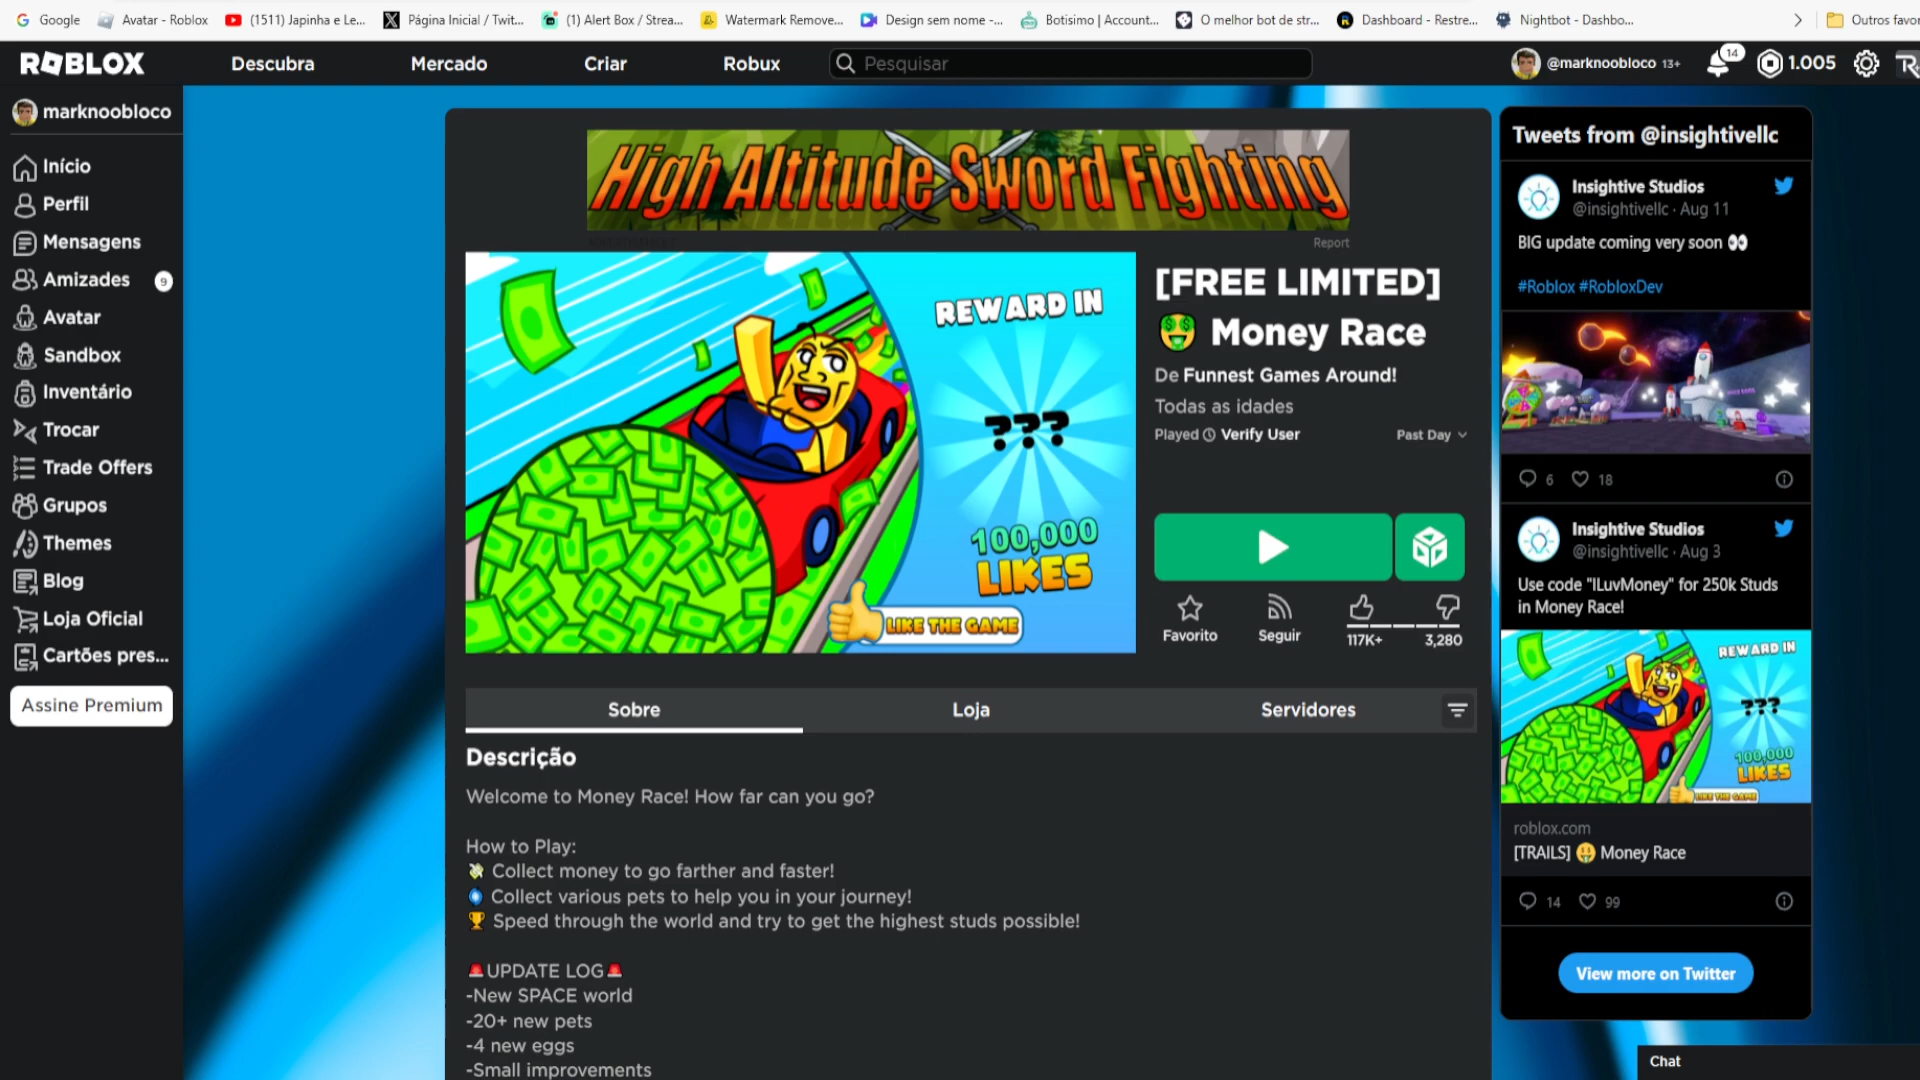 Google
Avatar - Roblox
(1511) Japinha e Le...
Página Inicial / Twit...
(1) Alert Box / Strea...
Watermark Remove...
Design sem nome -...
Botisimo | Account...
O melhor bot de str...
Dashboard - Restre...
Nightbot - Dashbo...
Outros favor
ROBLOX
Descubra
Mercado
Criar
Robux
Pesquisar
@marknoobloco 13+
14
1.005
marknoobloco
Início
Perfil
Mensagens
Amizades
9
Avatar
Sandbox
Inventário
Trocar
Trade Offers
Grupos
Themes
Blog
Loja Oficial
Cartões pres...
Assine Premium
High Altitude Sword Fighting
Report
REWARD IN
???
100,000
LIKES
LIKE THE GAME
[FREE LIMITED]
🤑 Money Race
De Funnest Games Around!
Todas as idades
Played Verify User
Past Day
Favorito
Seguir
117K+
3,280
Sobre
Loja
Servidores
Descrição
Welcome to Money Race! How far can you go?
How to Play:
💸 Collect money to go farther and faster!
Collect various pets to help you in your journey!
🏆 Speed through the world and try to get the highest studs possible!
🚨UPDATE LOG🚨
-New SPACE world
-20+ new pets
-4 new eggs
-Small improvements
Tweets from @insightivellc
Insightive Studios
@insightivellc · Aug 11
BIG update coming very soon 👀
#Roblox #RobloxDev
6
18
Insightive Studios
@insightivellc · Aug 3
Use code "ILuvMoney" for 250k Studs
in Money Race!
REWARD IN
???
100,000
LIKES
LIKE THE GAME
roblox.com
[TRAILS] 🤑 Money Race
14
99
View more on Twitter
Chat